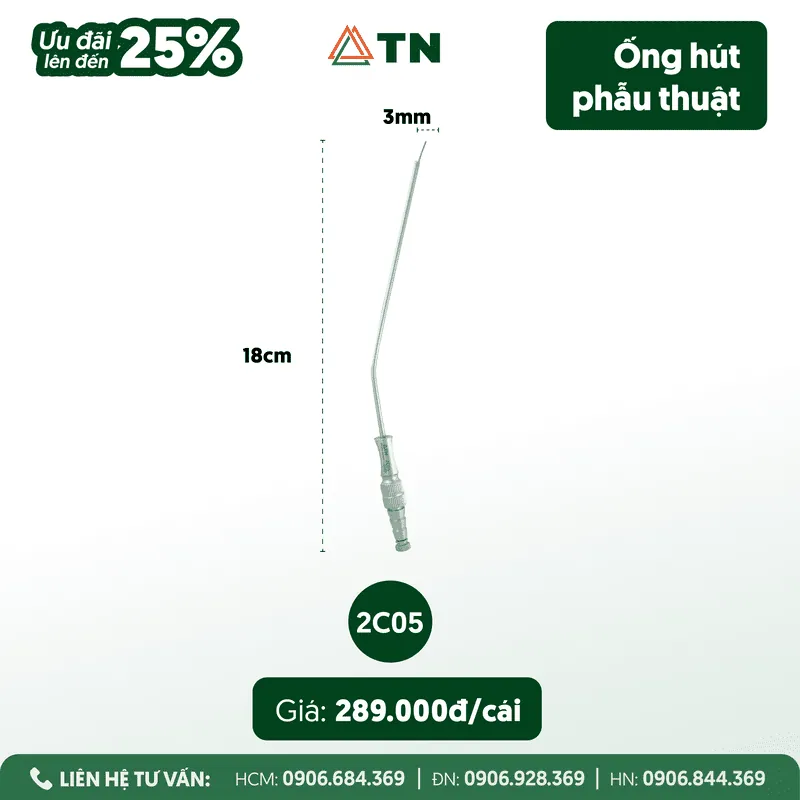 Ưu đãi
lên đến 25%
TN
Ống hút
phẫu thuật
3mm
18cm
2C05
Giá: 289.000đ/cái
LIÊN HỆ TƯ VẤN: HCM: 0906.684.369 | ĐN: 0906.928.369 | HN: 0906.844.369